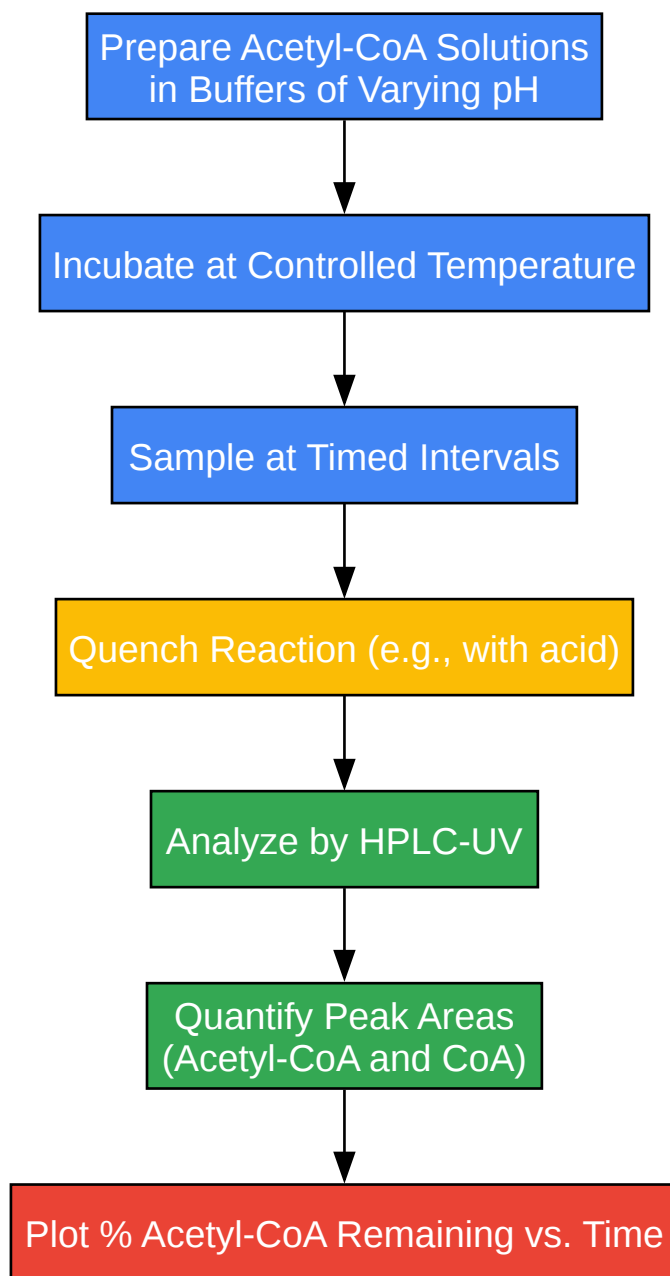 Prepare Acetyl-CoA Solutions
in Buffers of Varying pH
Incubate at Controlled Temperature
Sample at Timed Intervals
Quench Reaction (e.g., with acid)
Analyze by HPLC-UV
Quantify Peak Areas
(Acetyl-CoA and CoA)
Plot % Acetyl-CoA Remaining vs. Time